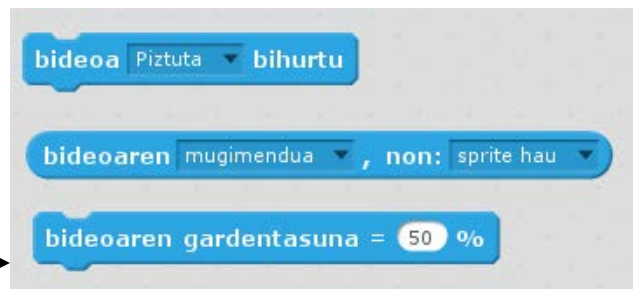 bideoa Piztuta bihurtu
bideoaren mugimendua , non: sprite hau
bideoaren gardentasuna = 50 %